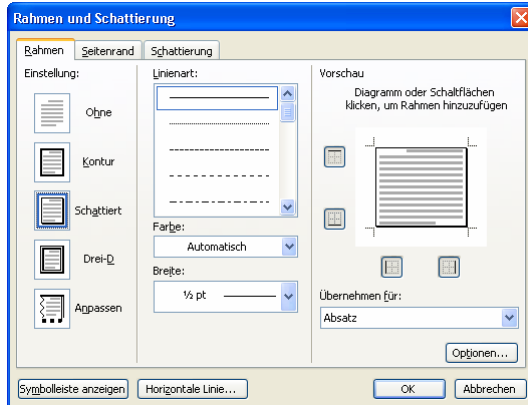 Rahmen und Schattierung
Rahmen Seitenrand Schattierung
Einstellung:
Ohne
Kontur
Schattiert
Drei-D
Anpassen
Linienart:
Farbe:
Automatisch
Breite:
½ pt
Vorschau
Diagramm oder Schaltflächen
klicken, um Rahmen hinzuzufügen
Übernehmen für:
Absatz
Optionen...
Symbolleiste anzeigen Horizontale Linie... OK Abbrechen